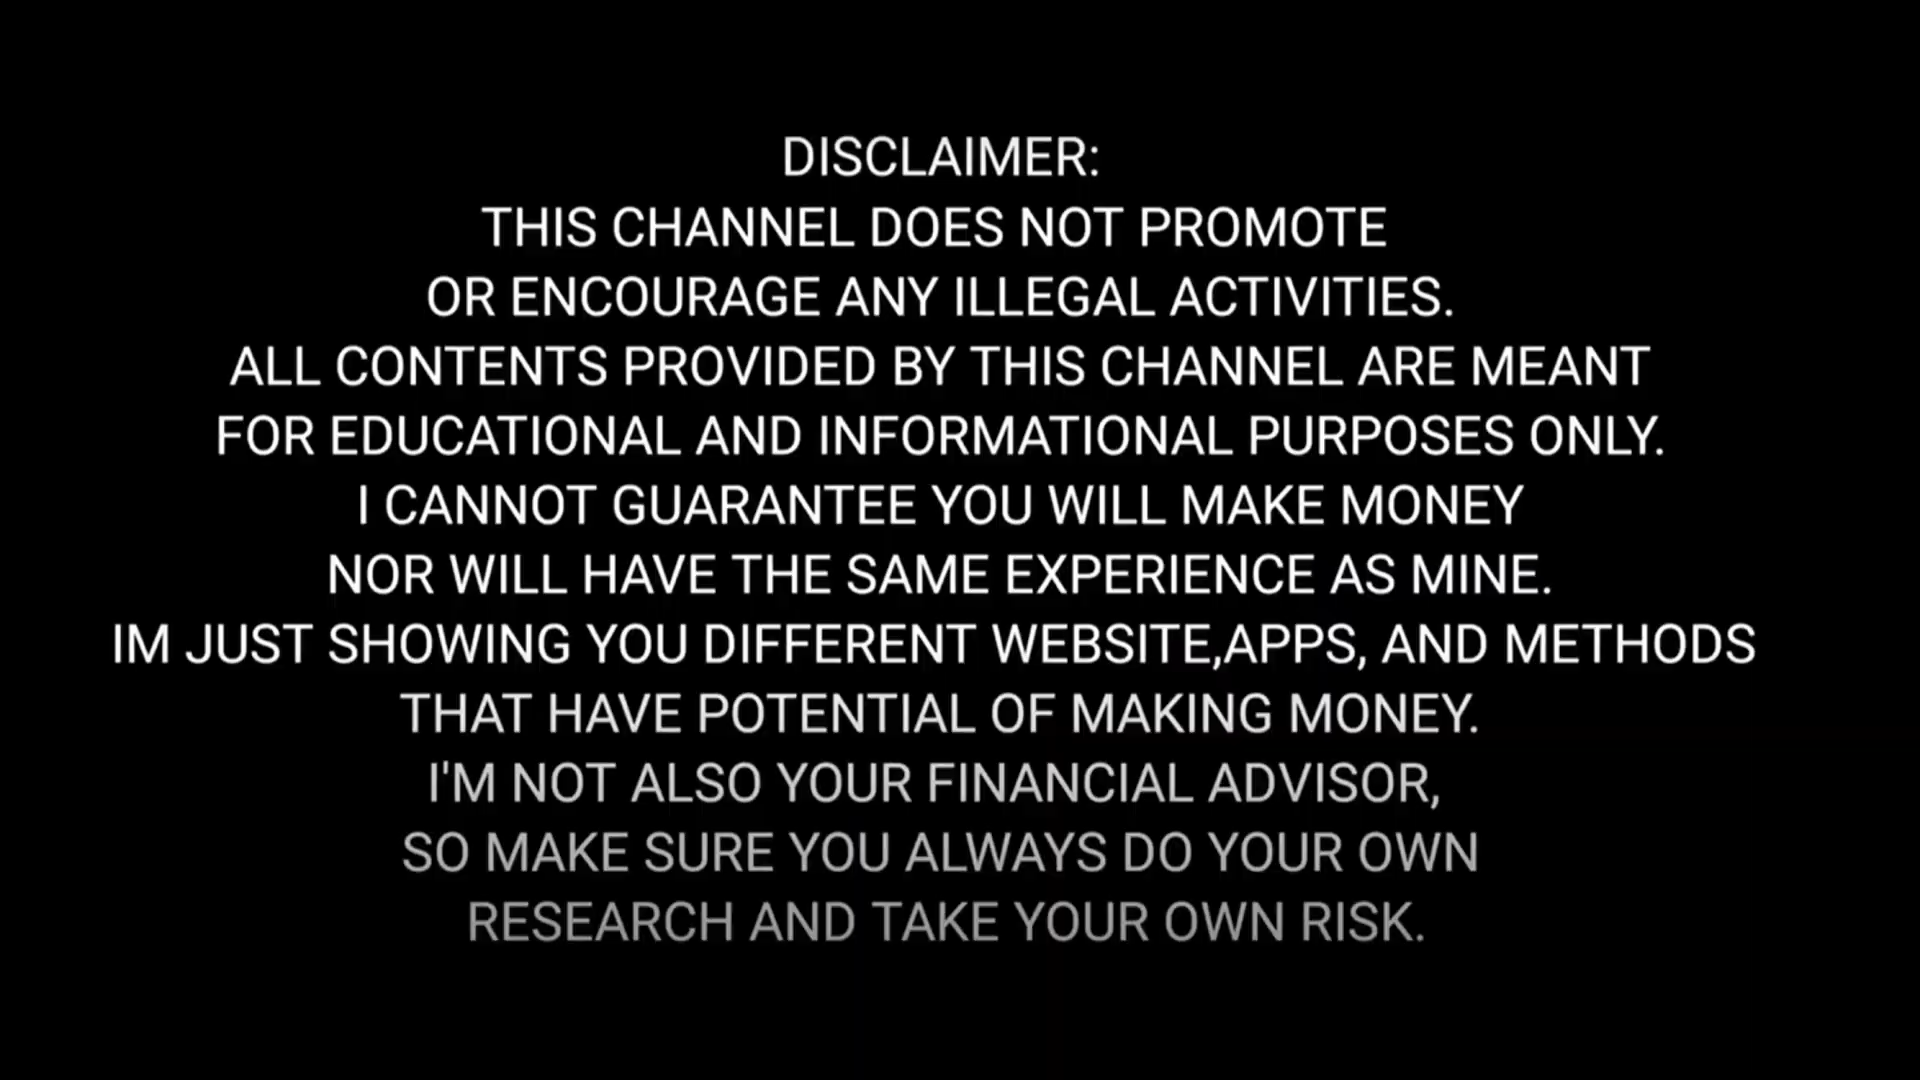 DISCLAIMER:
THIS CHANNEL DOES NOT PROMOTE
OR ENCOURAGE ANY ILLEGAL ACTIVITIES.
ALL CONTENTS PROVIDED BY THIS CHANNEL ARE MEANT
FOR EDUCATIONAL AND INFORMATIONAL PURPOSES ONLY.
I CANNOT GUARANTEE YOU WILL MAKE MONEY
NOR WILL HAVE THE SAME EXPERIENCE AS MINE.
IM JUST SHOWING YOU DIFFERENT WEBSITE,APPS, AND METHODS
THAT HAVE POTENTIAL OF MAKING MONEY.
I'M NOT ALSO YOUR FINANCIAL ADVISOR,
SO MAKE SURE YOU ALWAYS DO YOUR OWN
RESEARCH AND TAKE YOUR OWN RISK.